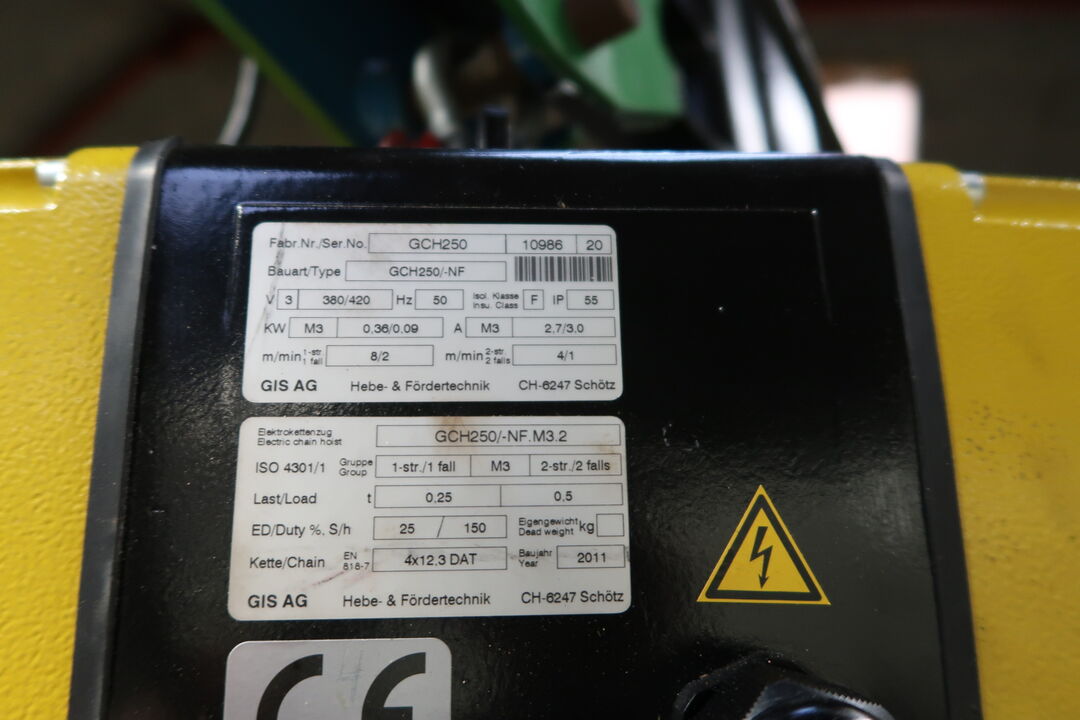 Fabr.Nr./Ser.No. GCH250 10986 20
Bauart/Type GCH250/-NF
V 3 380/420 Hz 50 Isol. Klasse Insu. Class F IP 55
KW M3 0,36/0,09 A M3 2,7/3.0
m/min 1-str. 1 fall 8/2 m/min 2-str. 2 falls 4/1
GIS AG Hebe- & Fördertechnik CH-6247 Schötz
Elektrokettenzug Electric chain hoist GCH250/-NF.M3.2
ISO 4301/1 Gruppe Group 1-str./1 fall M3 2-str./2 falls
Last/Load t 0.25 0.5
ED/Duty %, S/h 25 / 150 Eigengewicht Dead weight kg
Kette/Chain EN 818-7 4x12,3 DAT Baujahr Year 2011
GIS AG Hebe- & Fördertechnik CH-6247 Schötz
CE